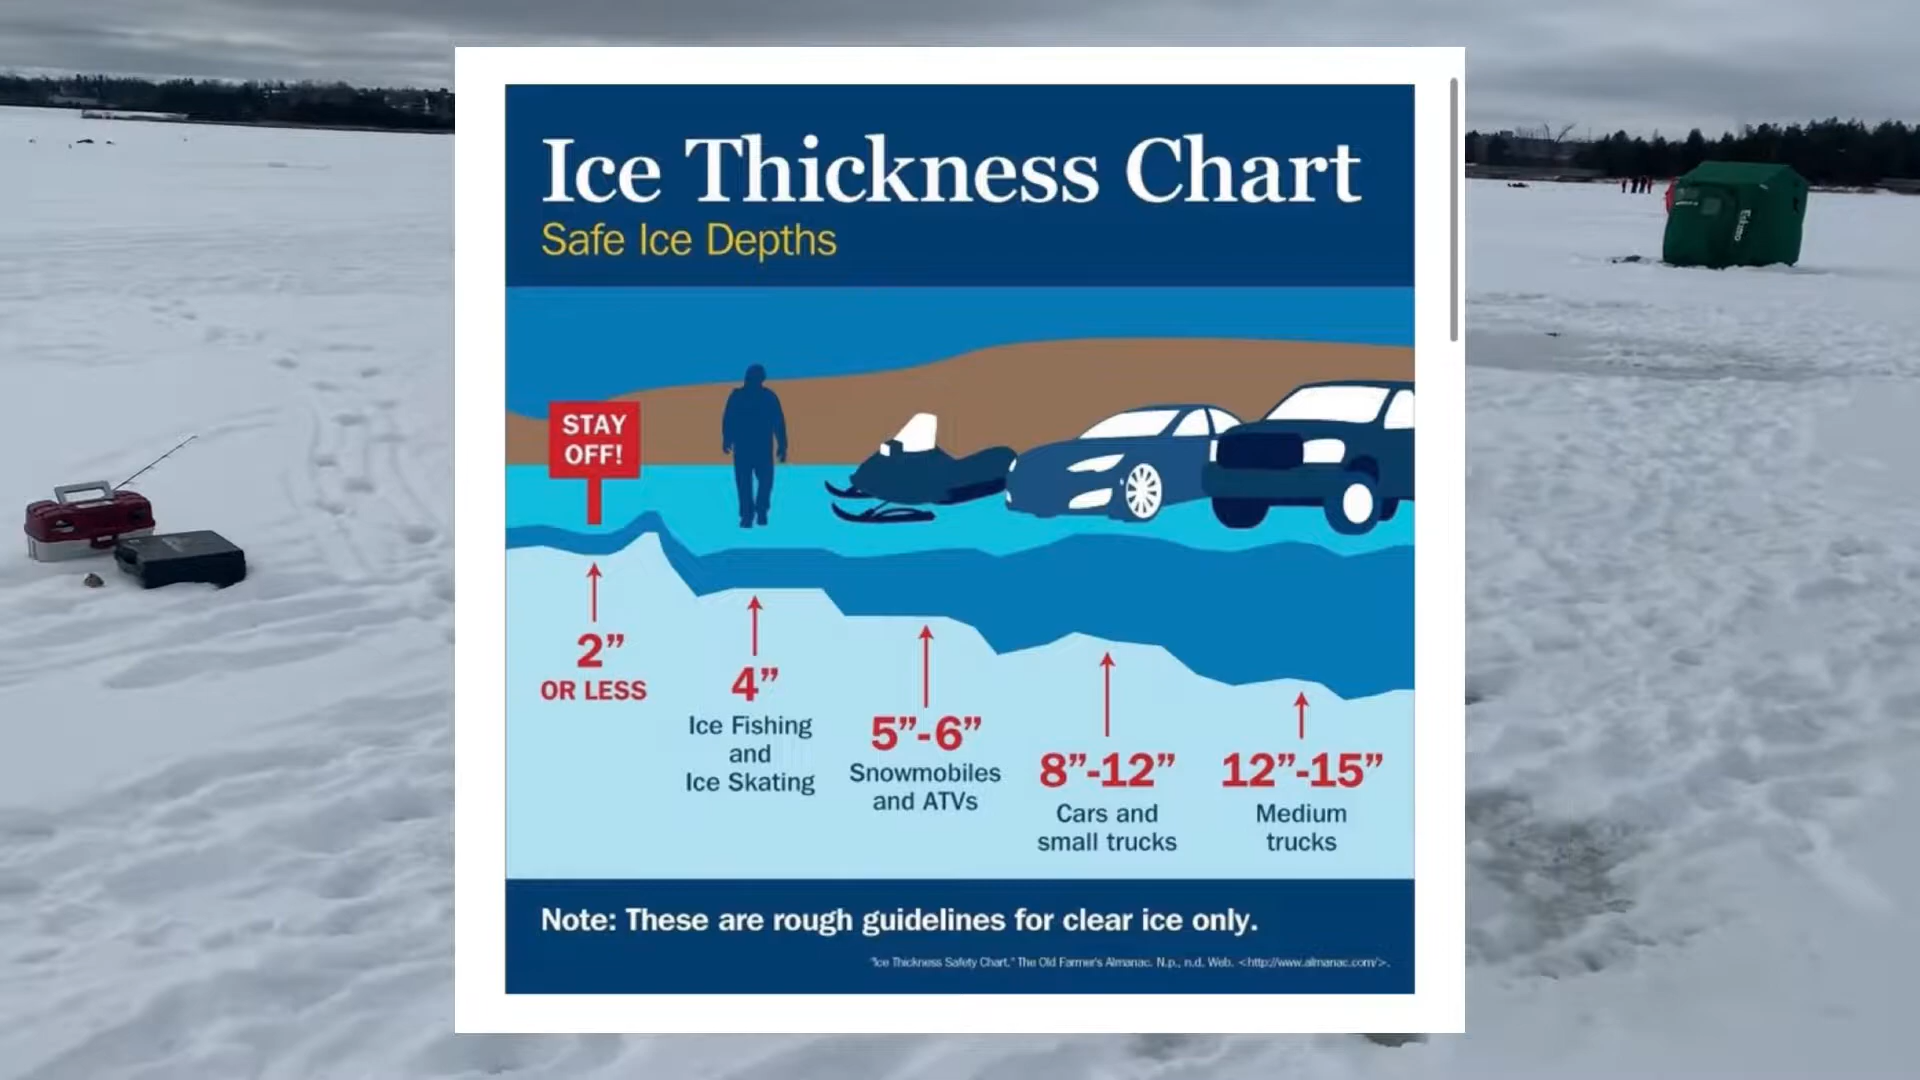 Ice Thickness Chart
Safe Ice Depths
STAY
OFF!
2”
OR LESS
4”
Ice Fishing
and
Ice Skating
5”-6”
Snowmobiles
and ATVs
8”-12”
Cars and
small trucks
12”-15”
Medium
trucks
Note: These are rough guidelines for clear ice only.
"Ice Thickness Safety Chart." The Old Farmer's Almanac. N.p., n.d. Web. <http://www.almanac.com/>.
Eskimo